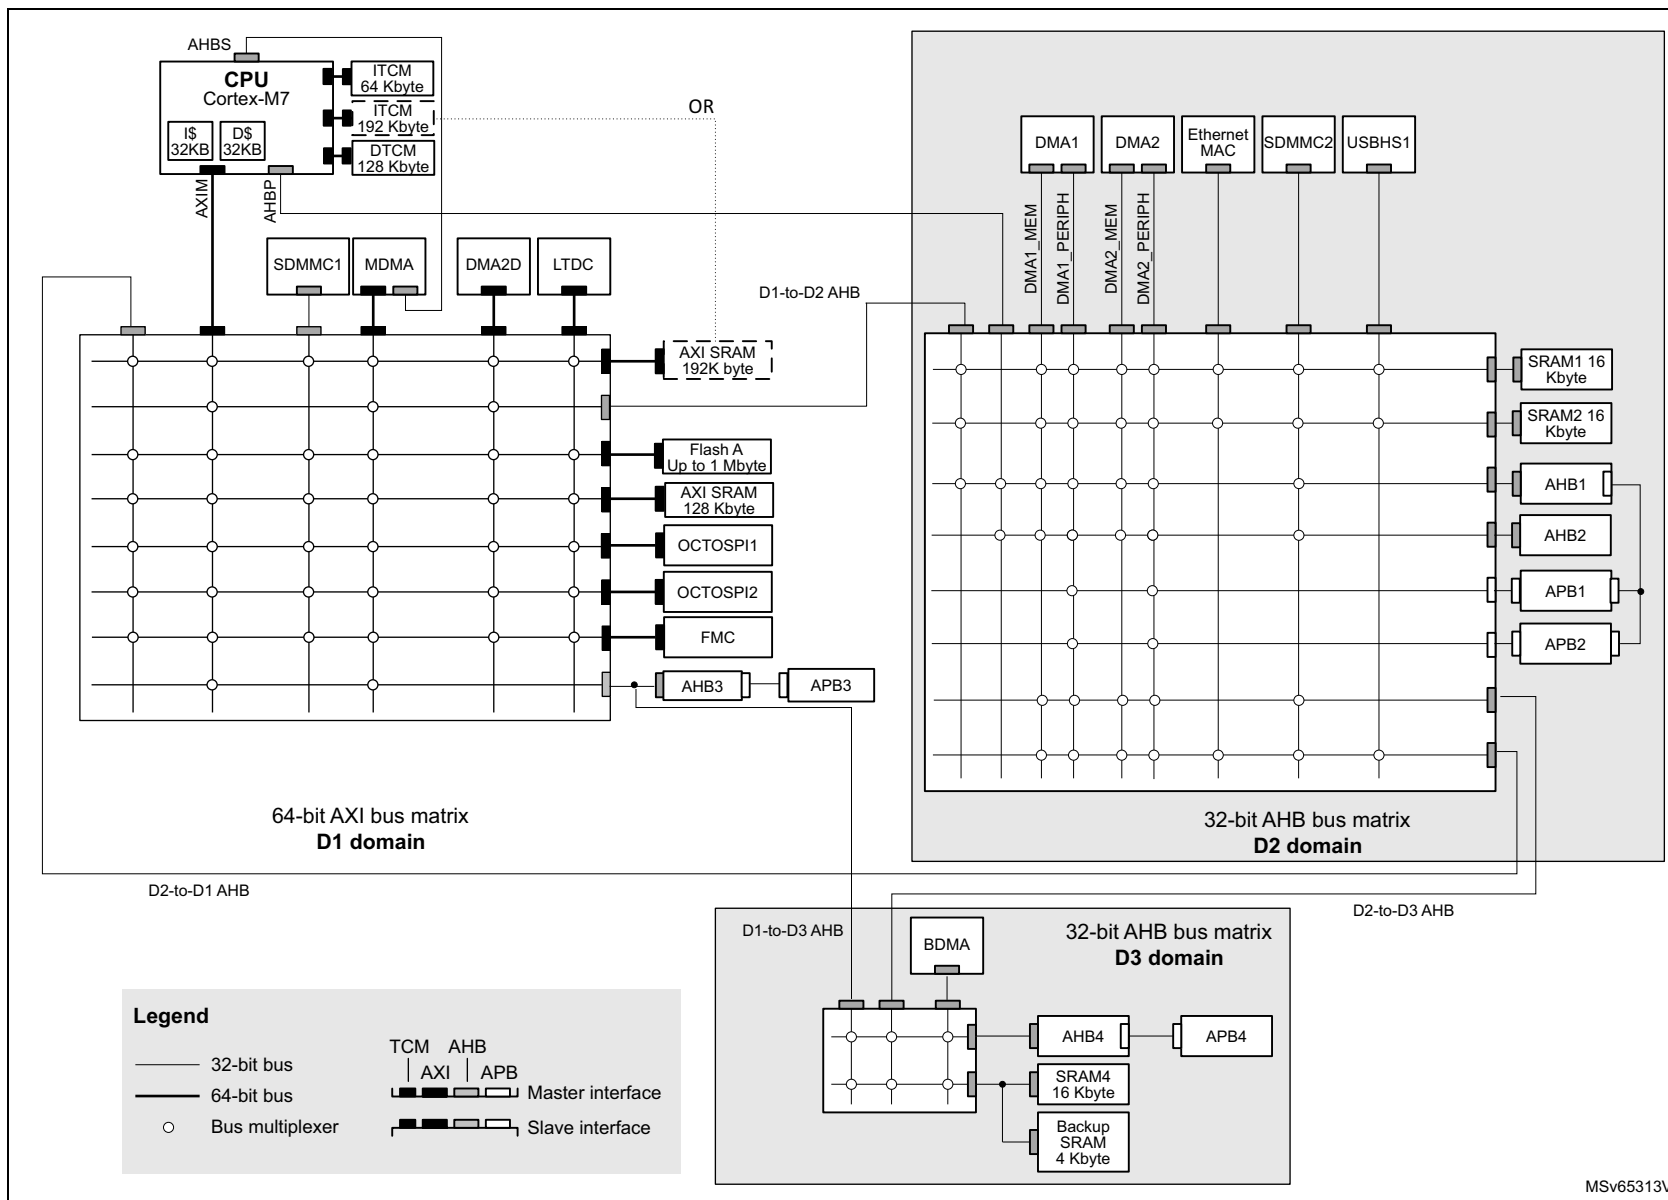 AHBS
CPU
Cortex-M7
I$
32KB
D$
32KB
ITCM
64 Kbyte
ITCM
192 Kbyte
DTCM
128 Kbyte
OR
AXIM
AHBP
SDMMC1
MDMA
DMA2D
LTDC
D1-to-D2 AHB
AXI SRAM
192K byte
Flash A
Up to 1 Mbyte
AXI SRAM
128 Kbyte
OCTOSPI1
OCTOSPI2
FMC
AHB3
APB3
64-bit AXI bus matrix
D1 domain
DMA1
DMA2
Ethernet
MAC
SDMMC2
USBHS1
DMA1_MEM
DMA1_PERIPH
DMA2_MEM
DMA2_PERIPH
SRAM1 16
Kbyte
SRAM2 16
Kbyte
AHB1
AHB2
APB1
APB2
32-bit AHB bus matrix
D2 domain
D2-to-D1 AHB
D2-to-D3 AHB
D1-to-D3 AHB
BDMA
32-bit AHB bus matrix
D3 domain
AHB4
APB4
SRAM4
16 Kbyte
Backup
SRAM
4 Kbyte
Legend
32-bit bus
64-bit bus
Bus multiplexer
TCM
AHB
AXI
APB
Master interface
Slave interface
MSv65313V